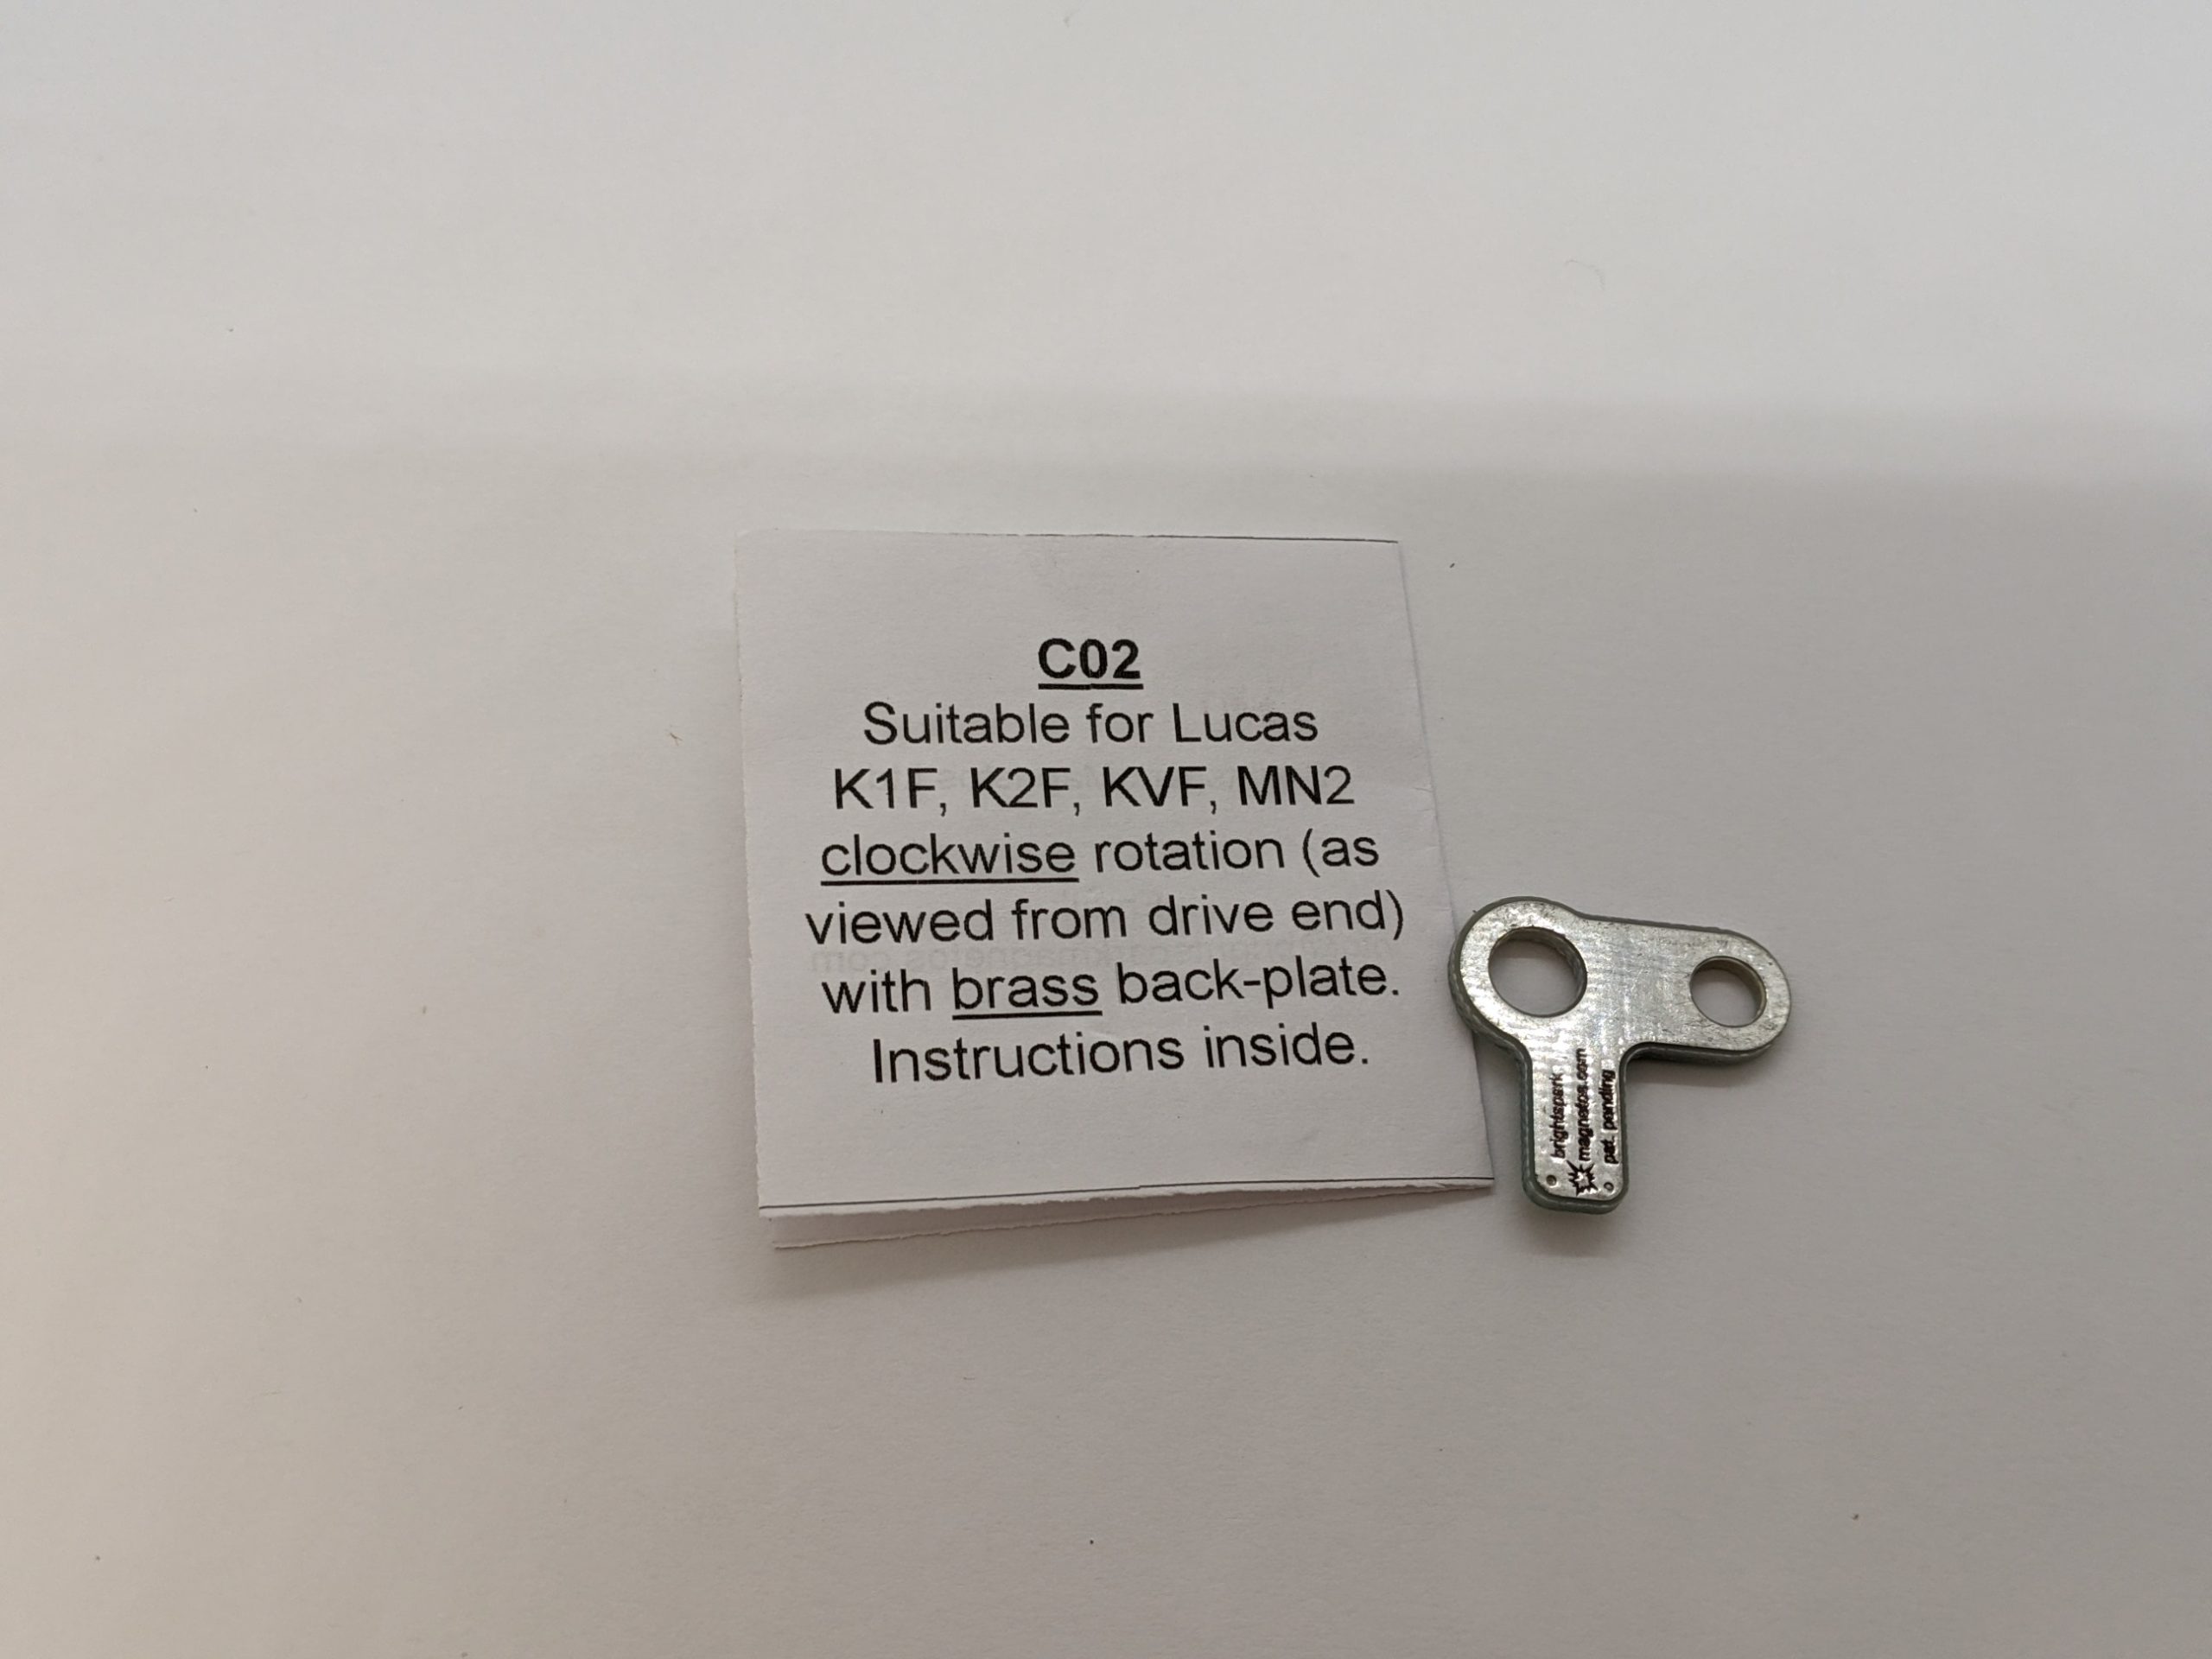 C02
Suitable for Lucas
K1F, K2F, KVF, MN2
clockwise rotation (as
viewed from drive end)
with brass back-plate.
Instructions inside.
brightspark
magnetos.com
pat. pending